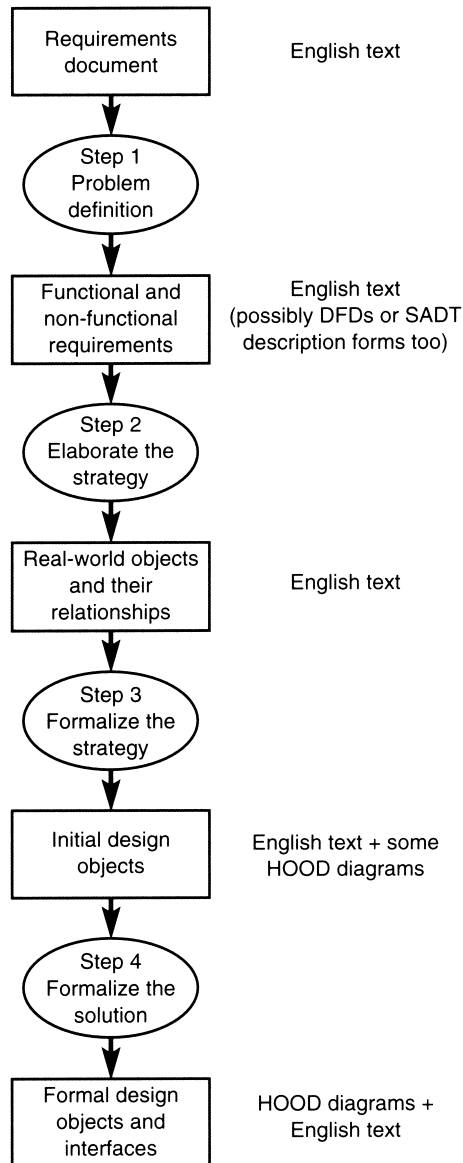 Requirements
document
English text
Step 1
Problem
definition
Functional and
non-functional
requirements
English text
(possibly DFDs or SADT
description forms too)
Step 2
Elaborate the
strategy
Real-world objects
and their
relationships
English text
Step 3
Formalize the
strategy
Initial design
objects
English text + some
HOOD diagrams
Step 4
Formalize the
solution
Formal design
objects and
interfaces
HOOD diagrams +
English text